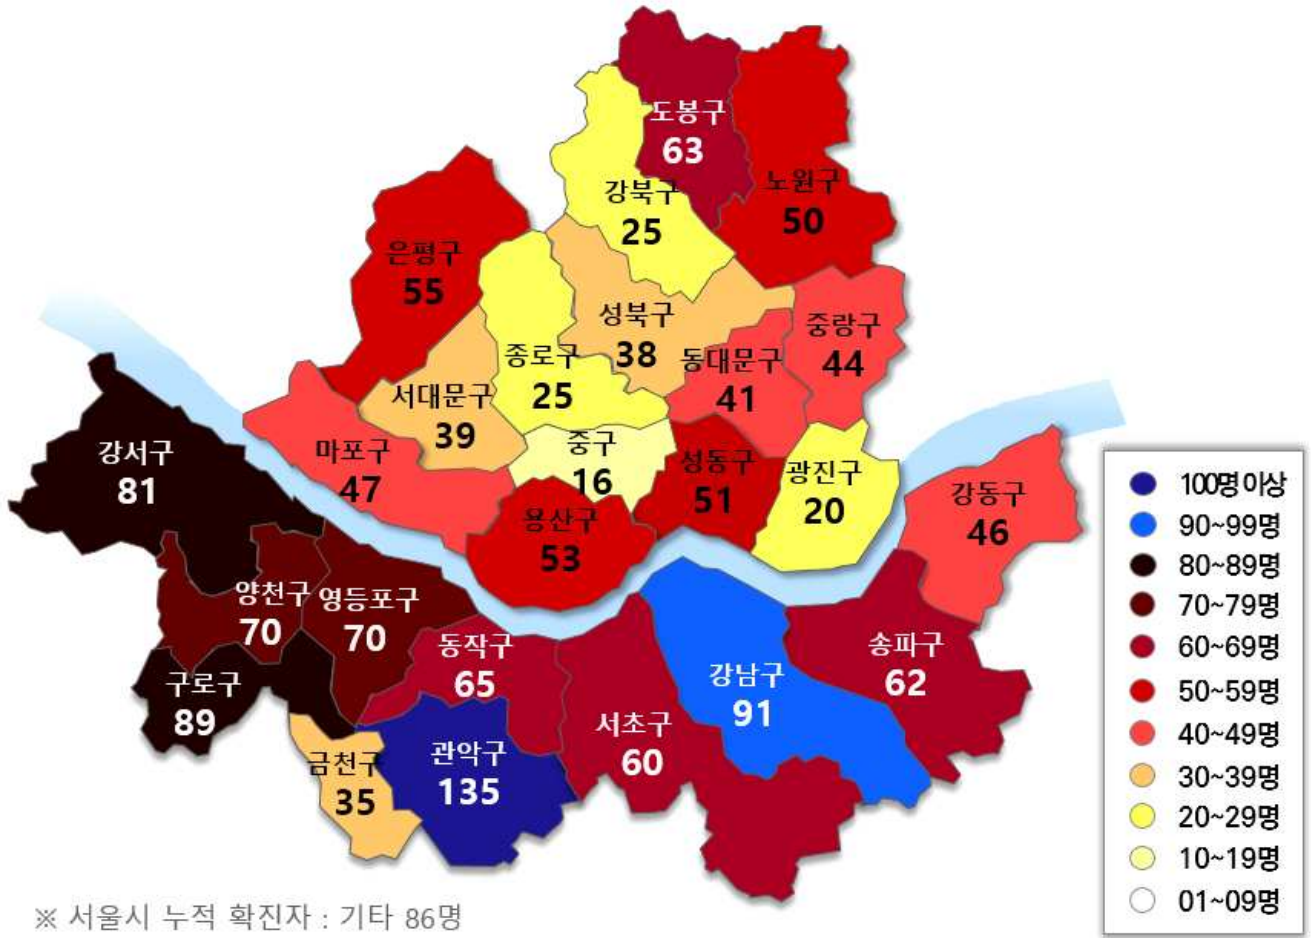 도봉구
63
노원구
50
강북구
25
은평구
55
성북구
38
중랑구
44
종로구
25
동대문구
41
서대문구
39
마포구
47
중구
16
성동구
51
광진구
20
강동구
46
강서구
81
용산구
53
양천구
70
영등포구
70
동작구
65
송파구
62
구로구
89
강남구
91
서초구
60
금천구
35
관악구
135
100명 이상
90~99명
80~89명
70~79명
60~69명
50~59명
40~49명
30~39명
20~29명
10~19명
01~09명
※ 서울시 누적 확진자 : 기타 86명